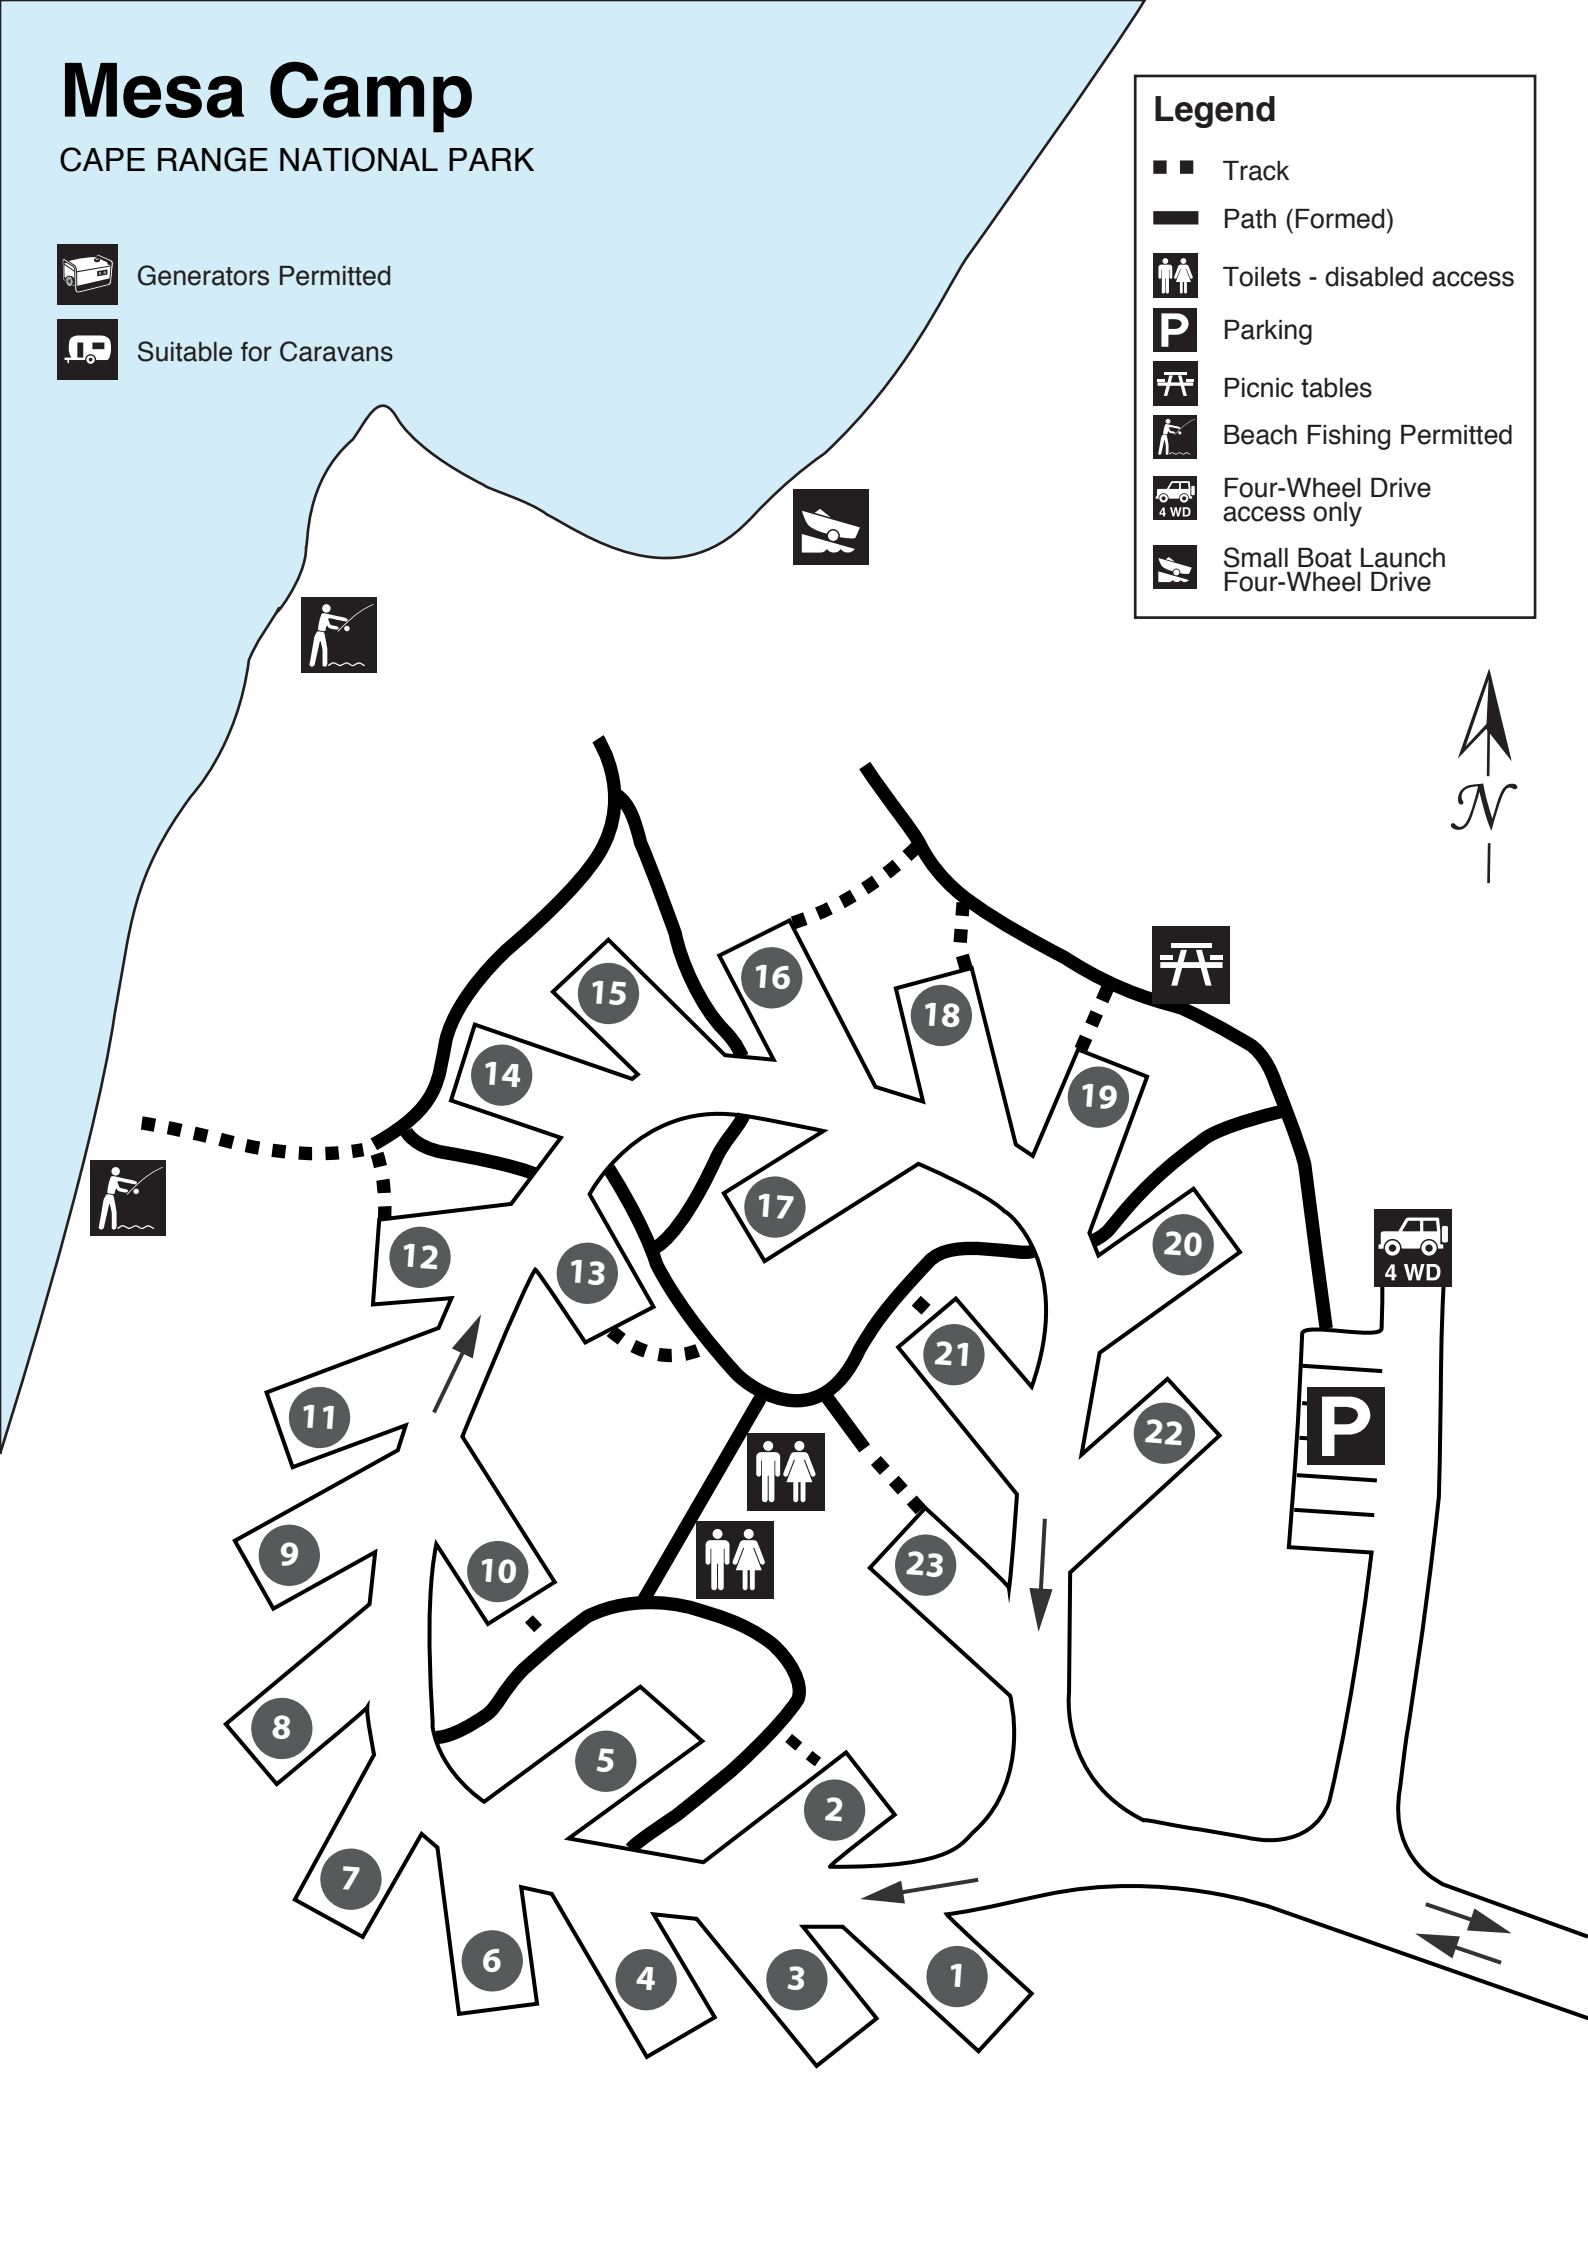 Mesa Camp
CAPE RANGE NATIONAL PARK
Generators Permitted
Suitable for Caravans
Legend
Track
Path (Formed)
Toilets - disabled access
P
Parking
Picnic tables
Beach Fishing Permitted
4 WD
Four-Wheel Drive
access only
Small Boat Launch
Four-Wheel Drive
N
16
15
18
14
19
17
20
12
13
4 WD
21
11
P
22
9
10
23
8
5
2
7
6
4
3
1